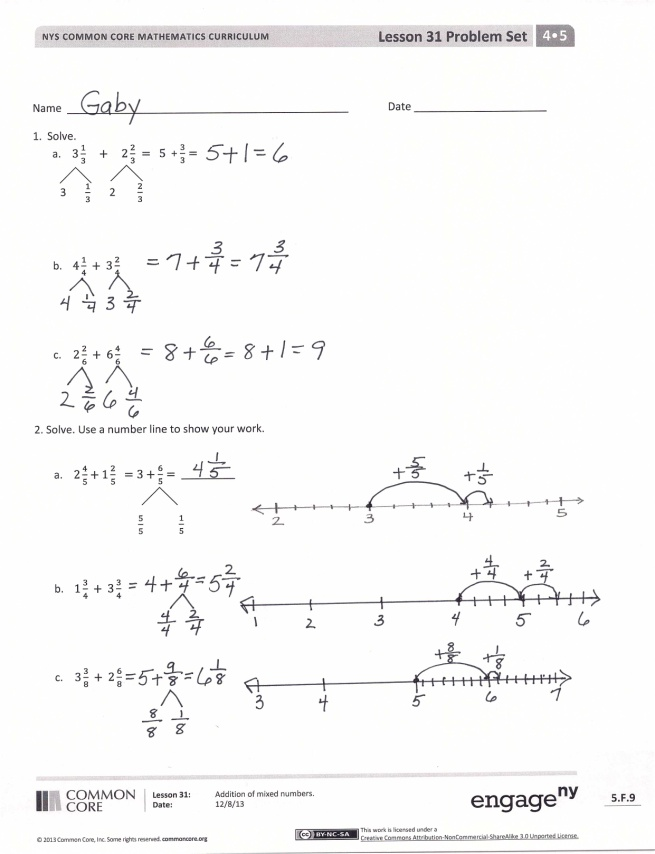 NYS COMMON CORE MATHEMATICS CURRICULUM Lesson 31 Problem Set 4•5
Name Gaby Date
1. Solve.
a. 3 1/3 + 2 2/3 = 5 + 3/3 = 5 + 1 = 6
3 1/3 2 2/3
b. 4 1/4 + 3 2/4 = 7 + 3/4 = 7 3/4
4 1/4 3 2/4
c. 2 2/6 + 6 4/6 = 8 + 6/6 = 8 + 1 = 9
2 2/6 6 4/6
2. Solve. Use a number line to show your work.
a. 2 4/5 + 1 2/5 = 3 + 6/5 = 4 1/5
5/5 1/5
+5/5 +1/5
2 3 4 5
b. 1 3/4 + 3 3/4 = 4 + 6/4 = 5 2/4
4/4 2/4
+4/4 +2/4
1 2 3 4 5 6
c. 3 3/8 + 2 6/8 = 5 + 9/8 = 6 1/8
8/8 1/8
+8/8 +1/8
3 4 5 6 7
COMMON CORE
Lesson 31: Addition of mixed numbers.
Date: 12/8/13
engage ny
5.F.9
© 2013 Common Core, Inc. Some rights reserved. commoncore.org
(cc) BY-NC-SA
This work is licensed under a
Creative Commons Attribution-NonCommercial-ShareAlike 3.0 Unported License.